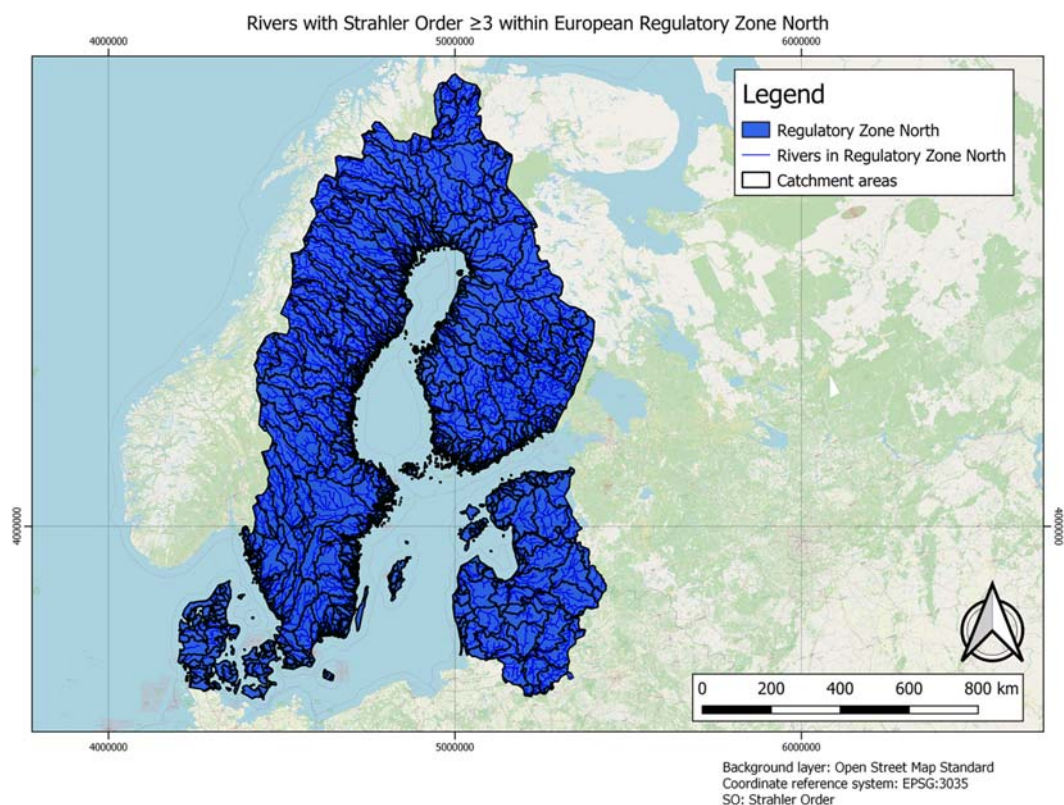 Rivers with Strahler Order ≥3 within European Regulatory Zone North
4000000
5000000
6000000
Legend
Regulatory Zone North
Rivers in Regulatory Zone North
Catchment areas
4000000
4000000
0 200 400 600 800 km
4000000
5000000
6000000
Background layer: Open Street Map Standard
Coordinate reference system: EPSG:3035
SO: Strahler Order